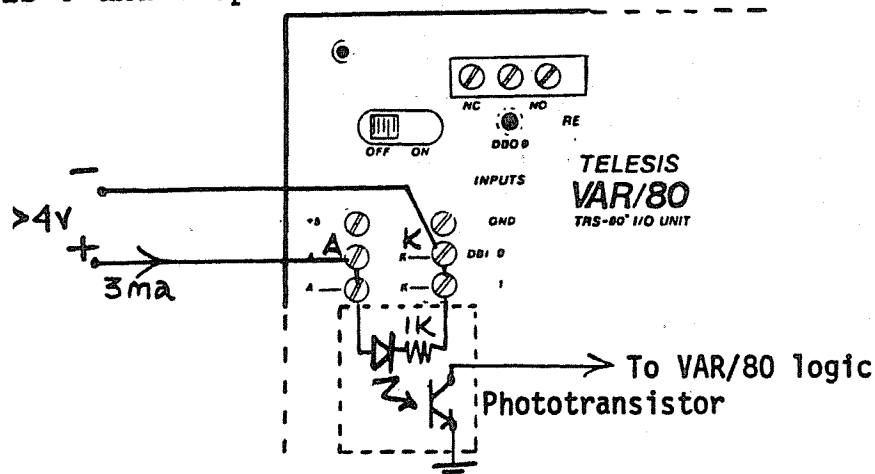 NC NO
RE
DBO 0
OFF ON
TELESIS
VAR/80
TRS-80* I/O UNIT
INPUTS
−
>4V
+
3ma
+5
GND
A
K
K
DBI 0
A
K
1
1K
To VAR/80 logic
Phototransistor